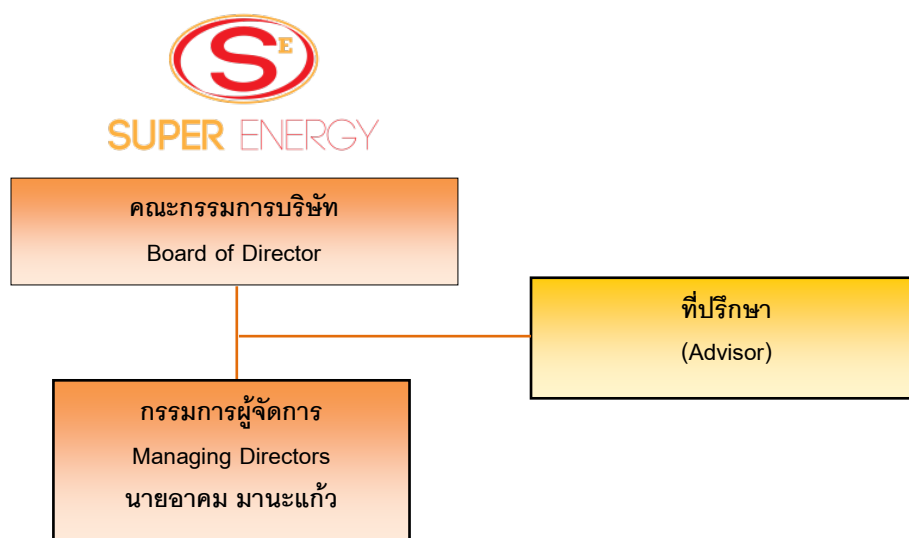 SE
SUPER ENERGY
คณะกรรมการบริษัท
Board of Director
ที่ปรึกษา
(Advisor)
กรรมการผู้จัดการ
Managing Directors
นายอาคม มานะแก้ว